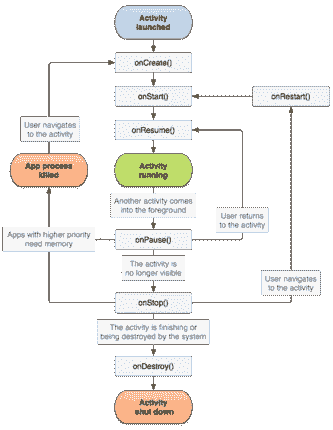 Activity
launched
onCreate()
onStart()
onRestart()
onResume()
User navigates
to the activity
App process
killed
Activity
running
Another activity comes
into the foreground
User returns
to the activity
Apps with higher priority
need memory
onPause()
The activity is
no longer visible
User navigates
to the activity
onStop()
The activity is finishing or
being destroyed by the system
onDestroy()
Activity
shut down